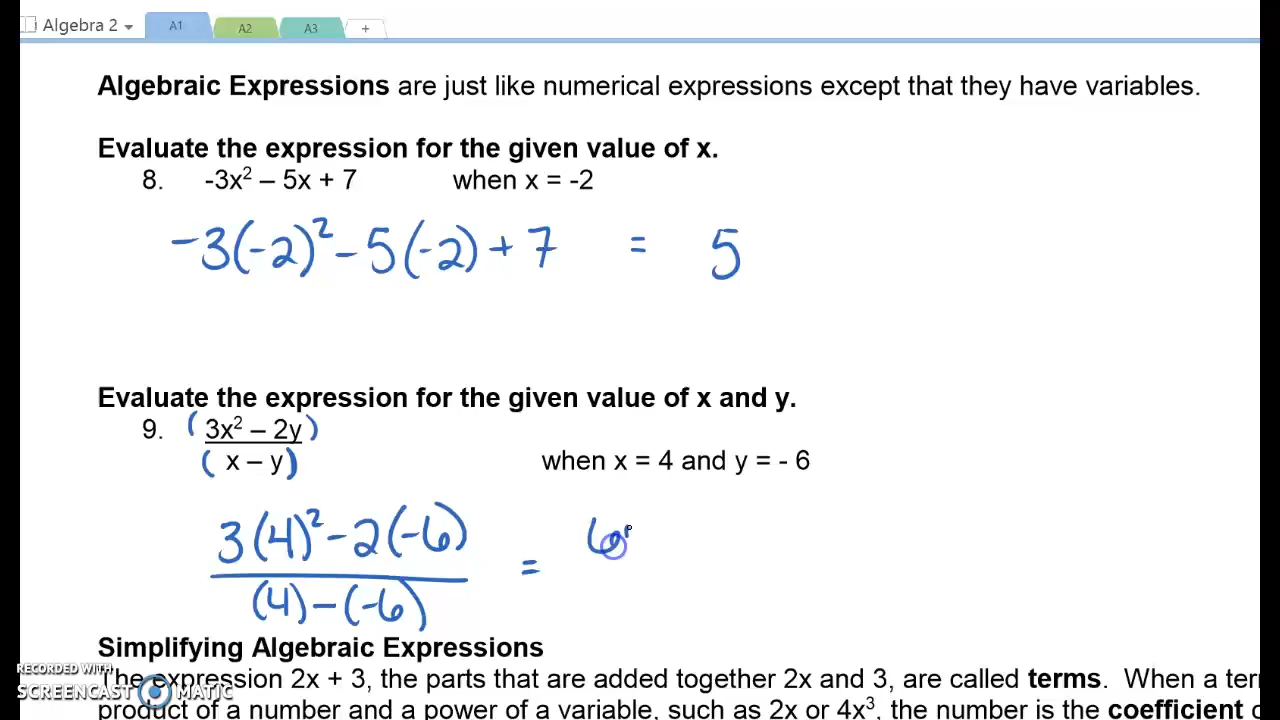 Algebra 2 A1 A2 A3 +
Algebraic Expressions are just like numerical expressions except that they have variables.
Evaluate the expression for the given value of x.
8. -3x² – 5x + 7 when x = -2
-3(-2)² - 5(-2) + 7 = 5
Evaluate the expression for the given value of x and y.
9. (3x² – 2y)
(x – y) when x = 4 and y = - 6
3(4)² - 2(-6)
= 6
(4) - (-6)
Simplifying Algebraic Expressions
The expression 2x + 3, the parts that are added together 2x and 3, are called terms. When a ter
product of a number and a power of a variable, such as 2x or 4x³, the number is the coefficient o
RECORDED WITH
SCREENCAST MATIC